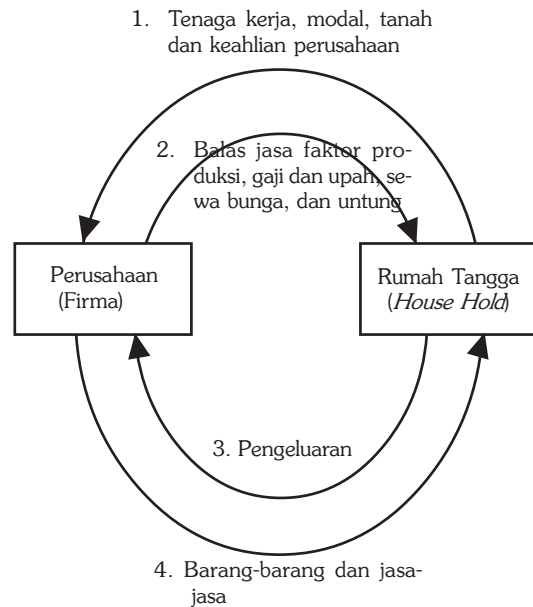 1. Tenaga kerja, modal, tanah
dan keahlian perusahaan
2. Balas jasa faktor pro-
duksi, gaji dan upah, se-
wa bunga, dan untung
Perusahaan
(Firma)
Rumah Tangga
(House Hold)
3. Pengeluaran
4. Barang-barang dan jasa-
jasa